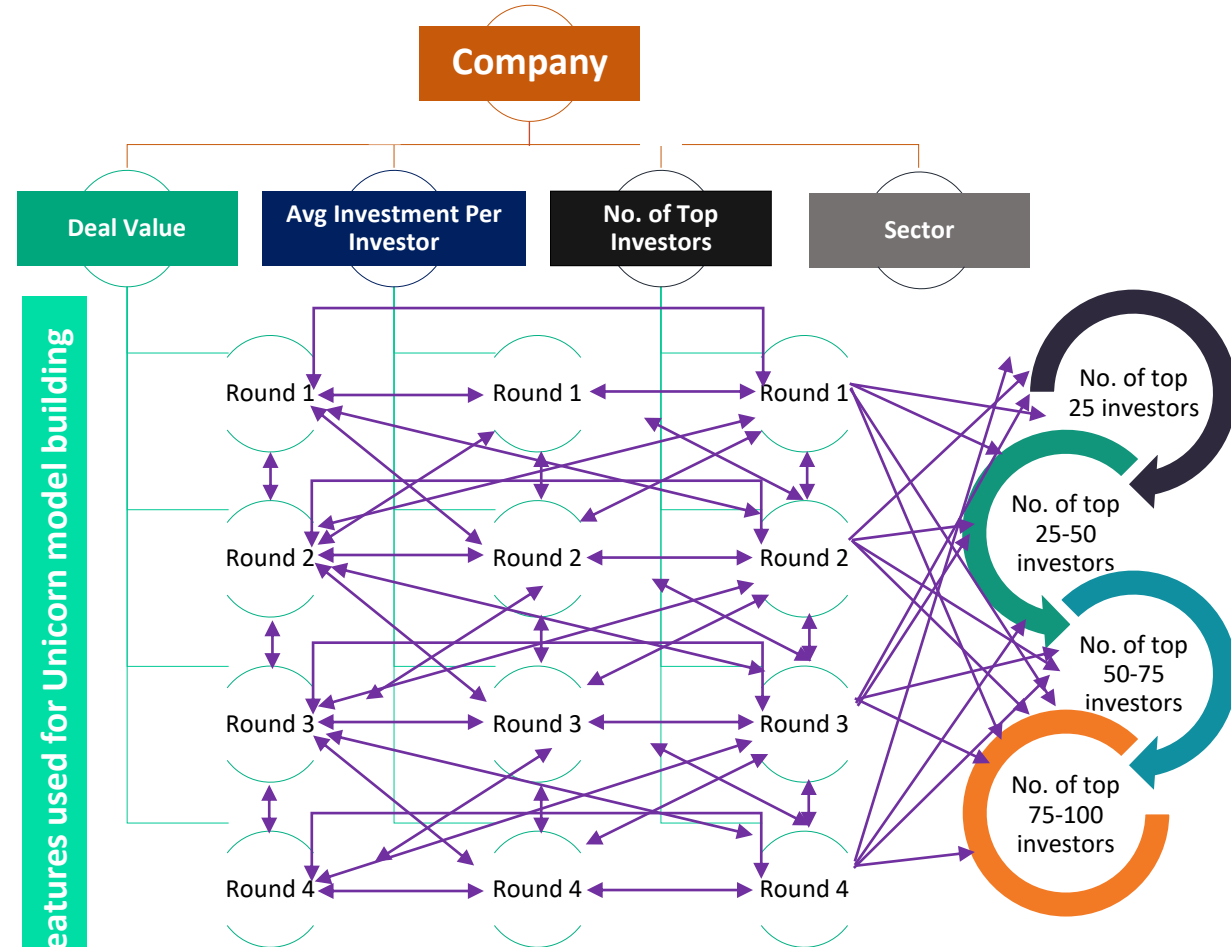 Company
Deal Value
Avg Investment Per
Investor
No. of Top
Investors
Sector
eatures used for Unicorn model building
Round 1
Round 1
Round 1
No. of top
25 investors
Round 2
Round 2
Round 2
No. of top
25-50
investors
Round 3
Round 3
Round 3
No. of top
50-75
investors
Round 4
Round 4
Round 4
No. of top
75-100
investors